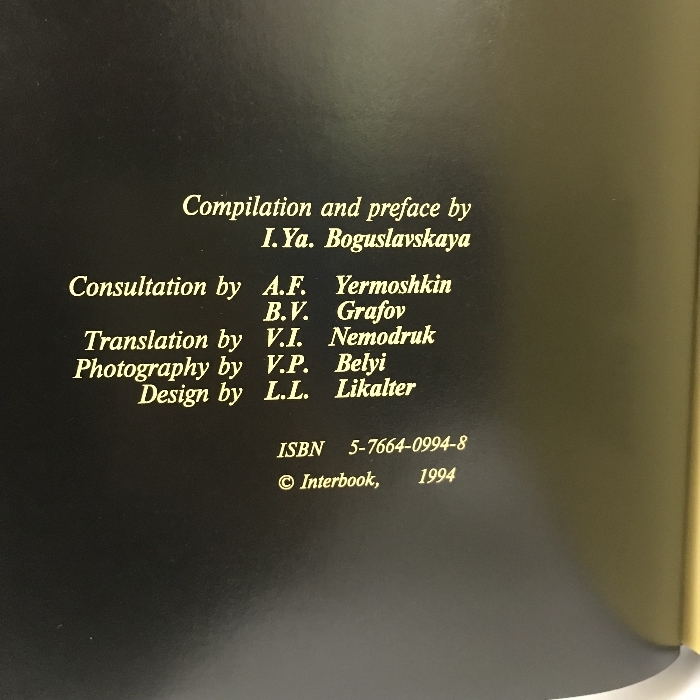 Compilation and preface by
I. Ya. Boguslavskaya
Consultation by A.F. Yermoshkin
B.V. Grafov
Translation by V.I. Nemodruk
Photography by V.P. Belyi
Design by L.L. Likalter
ISBN 5-7664-0994-8
© Interbook, 1994